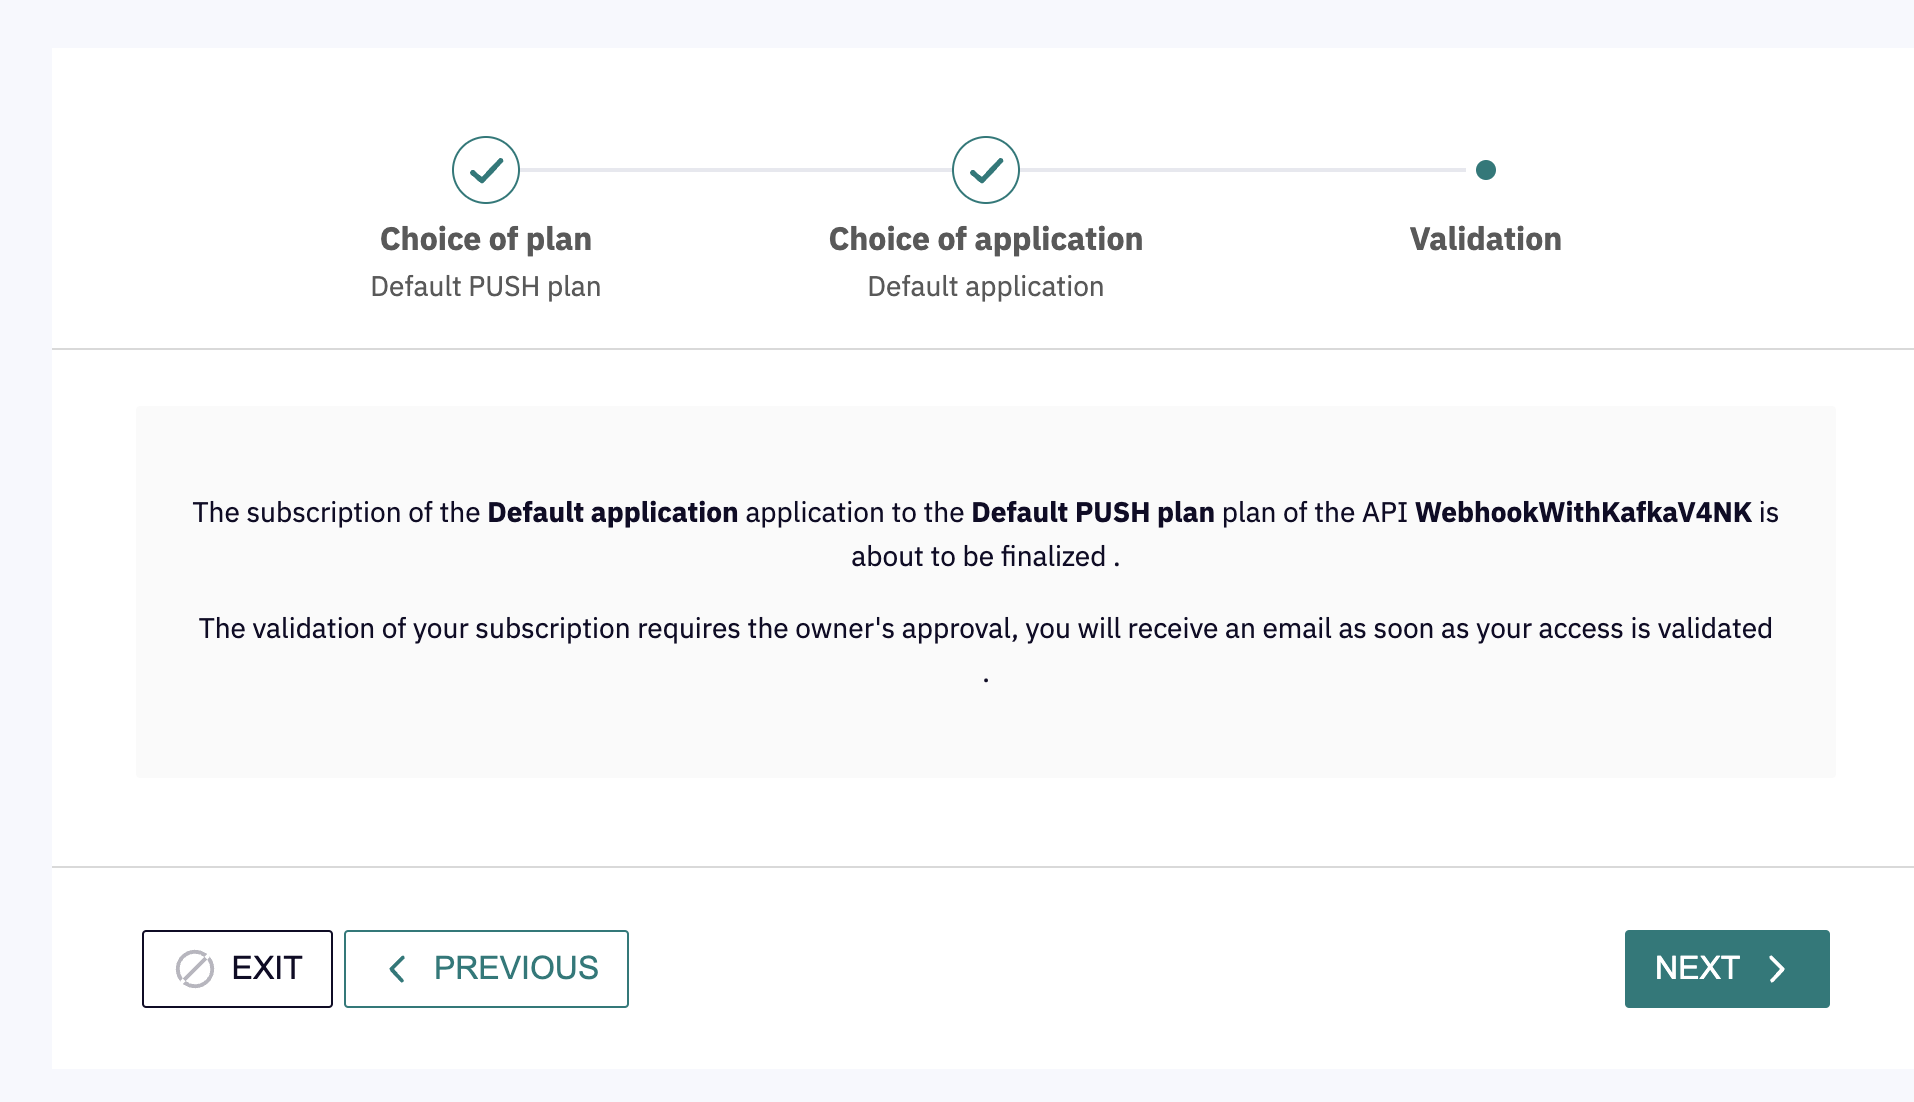 Choice of plan
Choice of application
Validation
Default PUSH plan
Default application
The subscription of the Default application application to the Default PUSH plan plan of the API WebhookWithKafkaV4NK is
about to be finalized .
The validation of your subscription requires the owner's approval, you will receive an email as soon as your access is validated
.
EXIT
PREVIOUS
NEXT